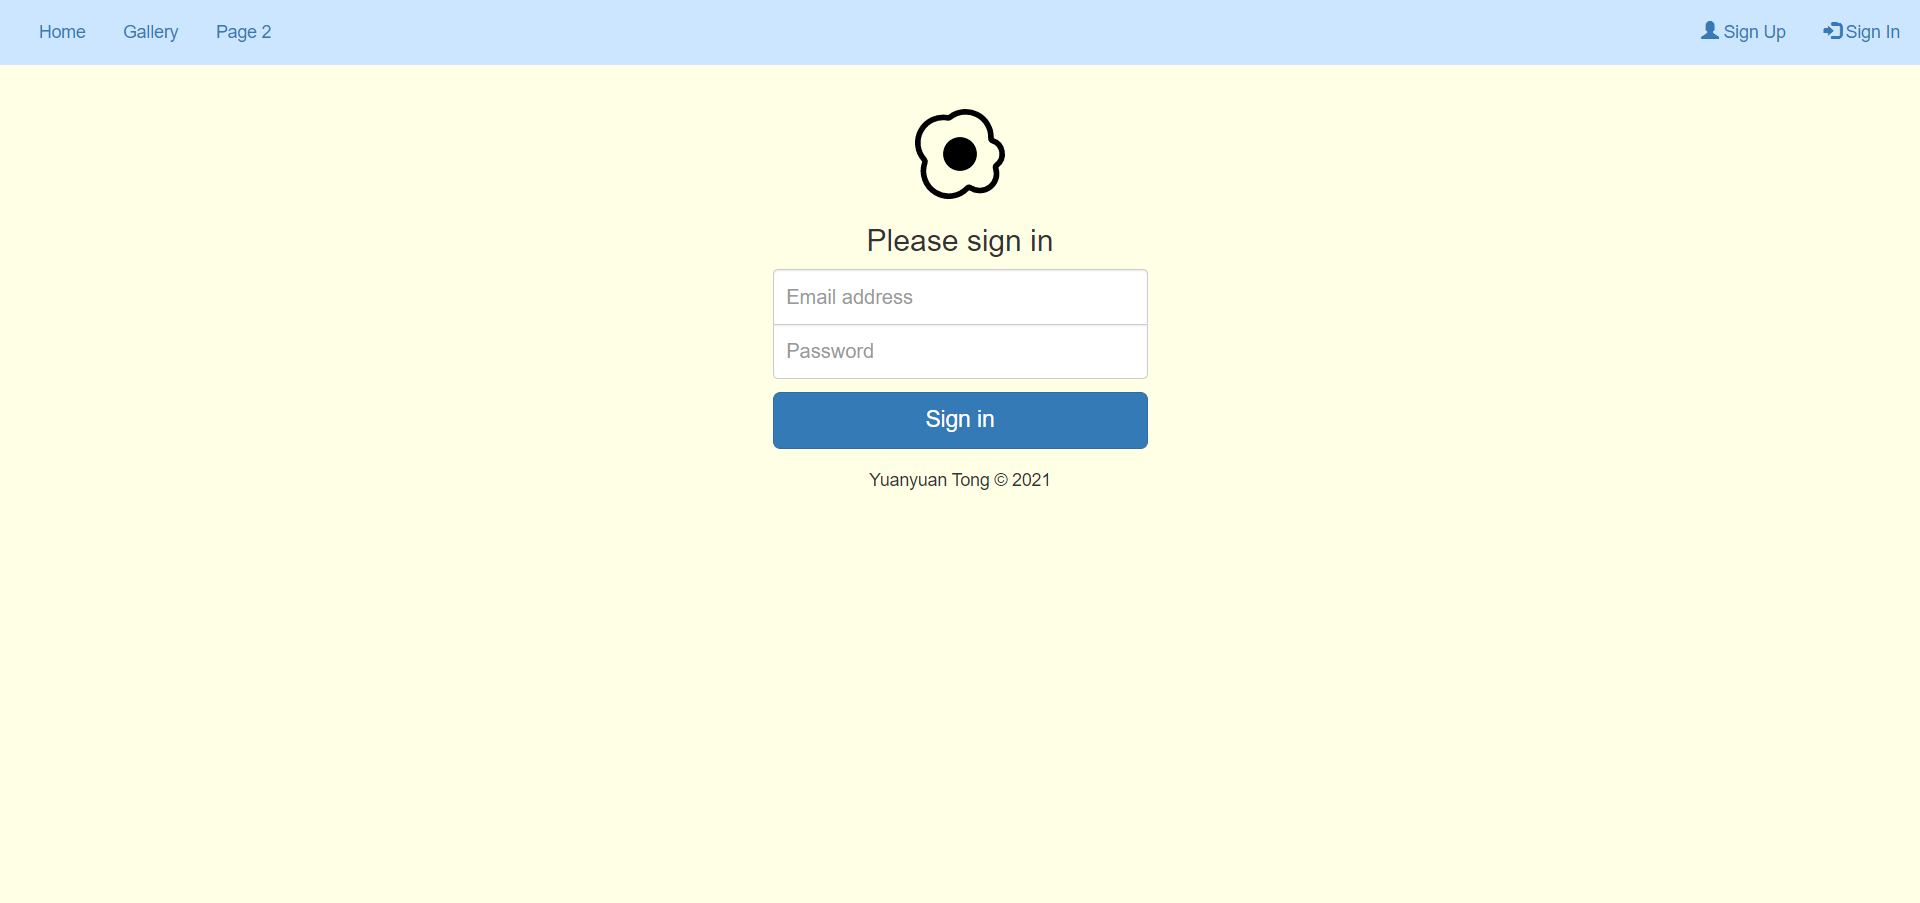 Home Gallery Page 2 Sign Up Sign In
Please sign in
Email address
Password
Sign in
Yuanyuan Tong © 2021